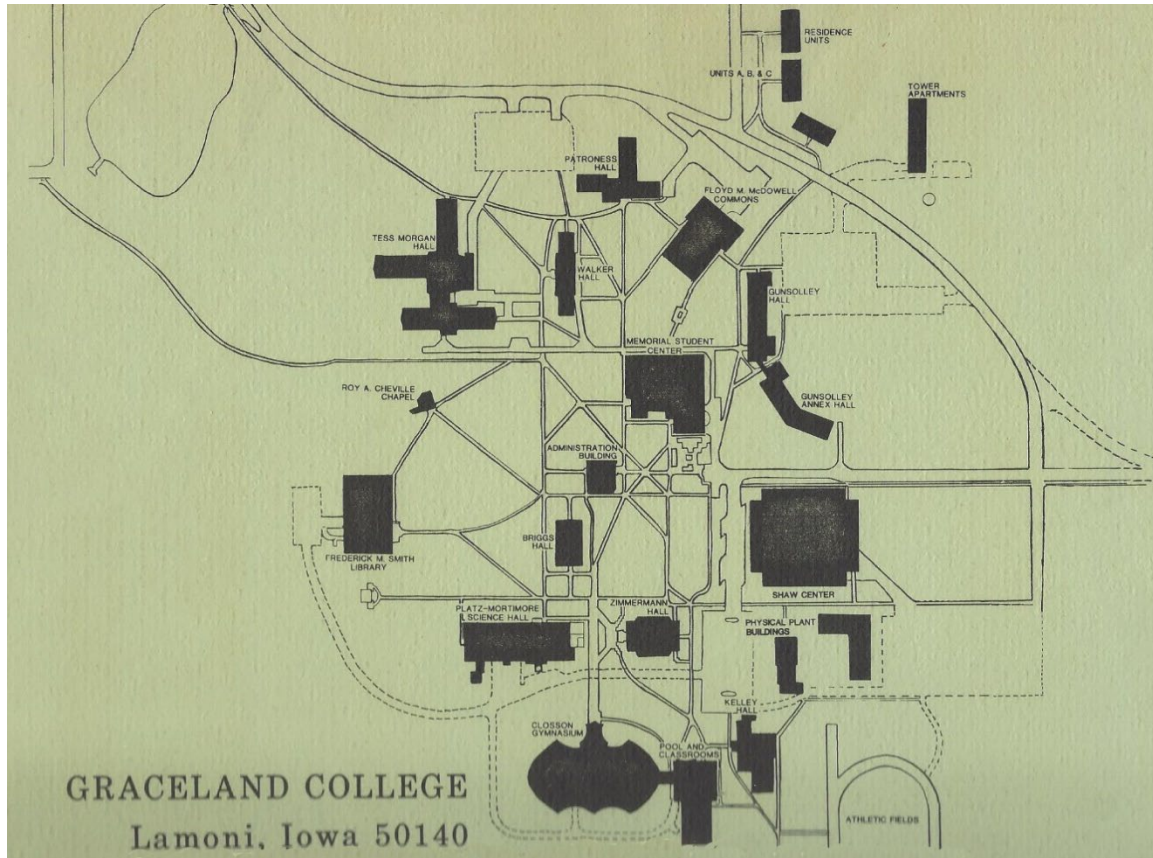 RESIDENCE
UNITS
UNITS A, B, & C
TOWER
APARTMENTS
PATRONESS
HALL
FLOYD M. McDOWELL
COMMONS
TESS MORGAN
HALL
WALKER
HALL
GUNSOLLEY
HALL
MEMORIAL STUDENT
CENTER
ROY A. CHEVILLE
CHAPEL
GUNSOLLEY
ANNEX HALL
ADMINISTRATION
BUILDING
BRIGGS
HALL
FREDERICK M. SMITH
LIBRARY
SHAW CENTER
PLATZ-MORTIMORE
SCIENCE HALL
ZIMMERMANN
HALL
PHYSICAL PLANT
BUILDINGS
KELLEY
HALL
CLOSSON
GYMNASIUM
POOL AND
CLASSROOMS
ATHLETIC FIELDS
GRACELAND COLLEGE
Lamoni, Iowa 50140